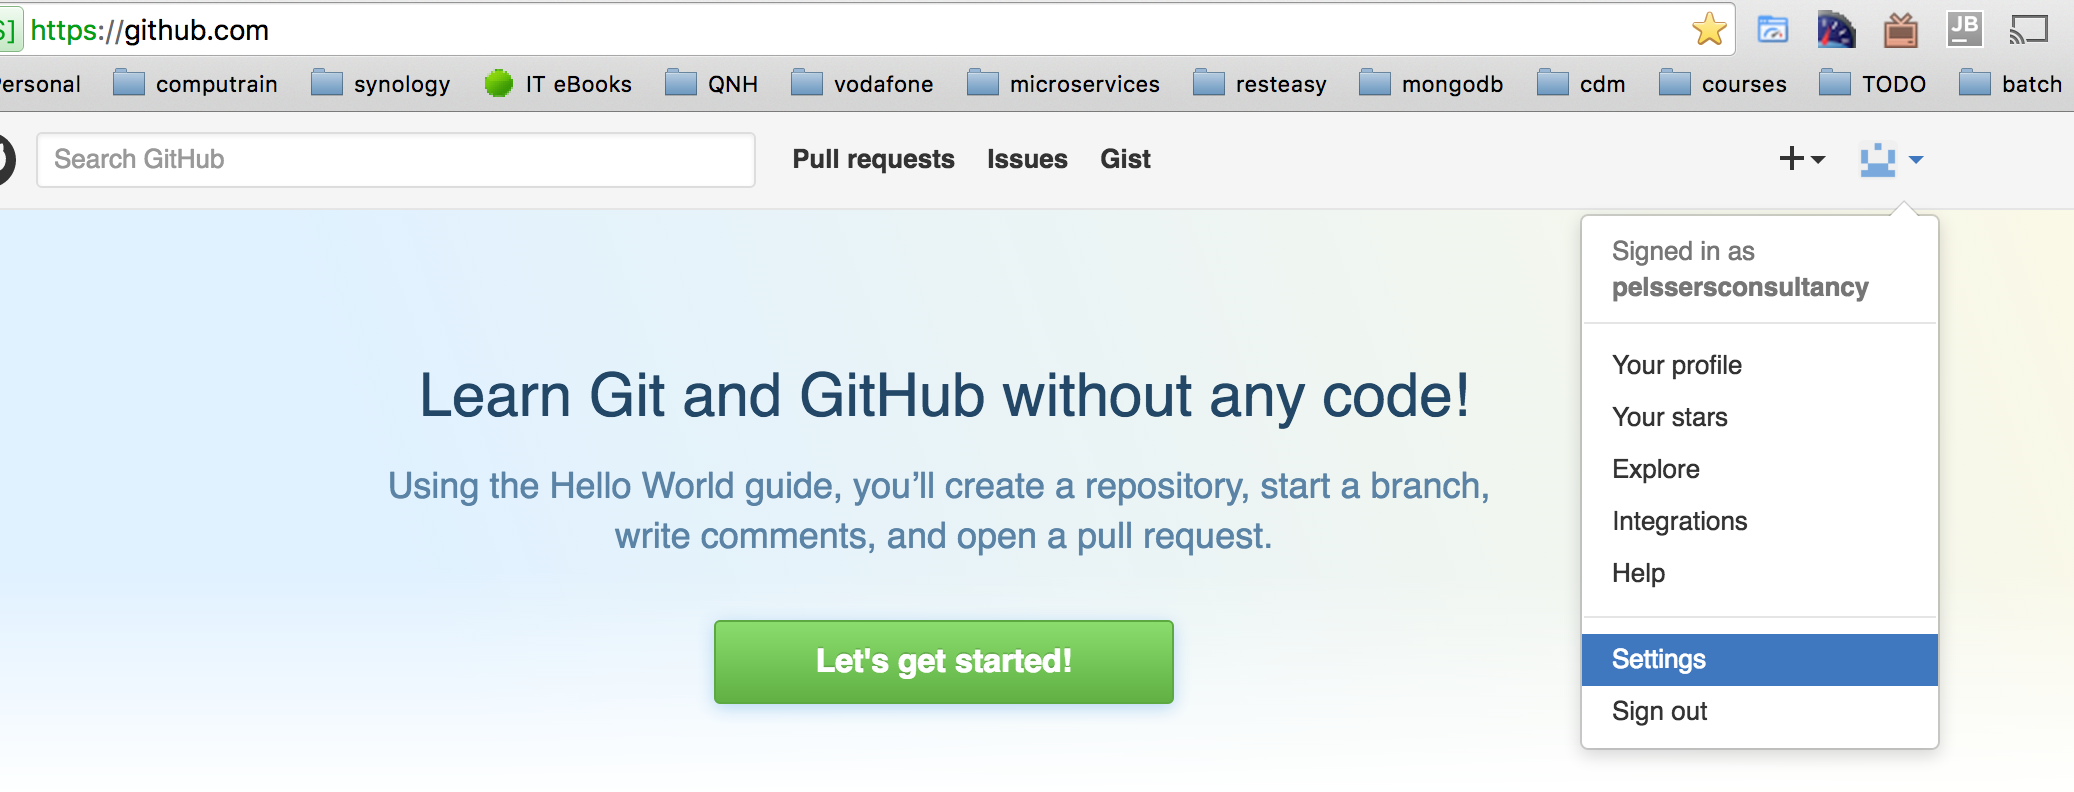 S] https://github.com
JB
ersonal computrain synology IT eBooks QNH vodafone microservices resteasy mongodb cdm courses TODO batch
Search GitHub Pull requests Issues Gist
Signed in as
pelssersconsultancy
Your profile
Your stars
Explore
Integrations
Help
Settings
Sign out
Learn Git and GitHub without any code!
Using the Hello World guide, you’ll create a repository, start a branch,
write comments, and open a pull request.
Let's get started!